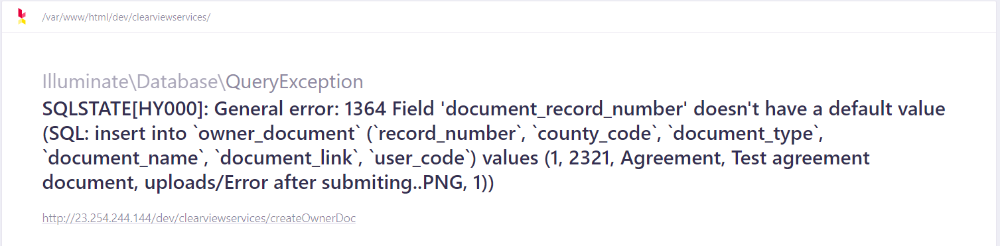 /var/www/html/dev/clearviewservices/
Illuminate\Database\QueryException
SQLSTATE[HY000]: General error: 1364 Field 'document_record_number' doesn't have a default value
(SQL: insert into `owner_document` (`record_number`, `county_code`, `document_type`,
`document_name`, `document_link`, `user_code`) values (1, 2321, Agreement, Test agreement
document, uploads/Error after submiting..PNG, 1))
http://23.254.244.144/dev/clearviewservices/createOwnerDoc